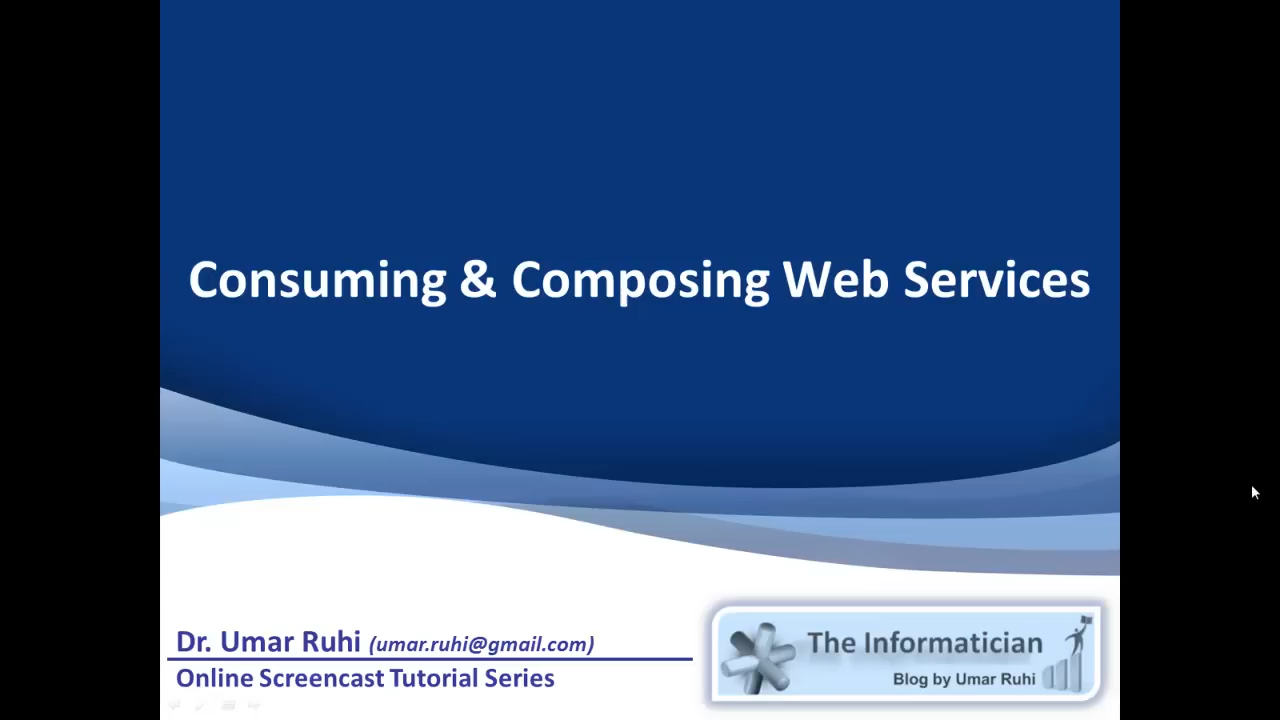 Consuming & Composing Web Services
Dr. Umar Ruhi (umar.ruhi@gmail.com)
Online Screencast Tutorial Series
The Informatician
Blog by Umar Ruhi